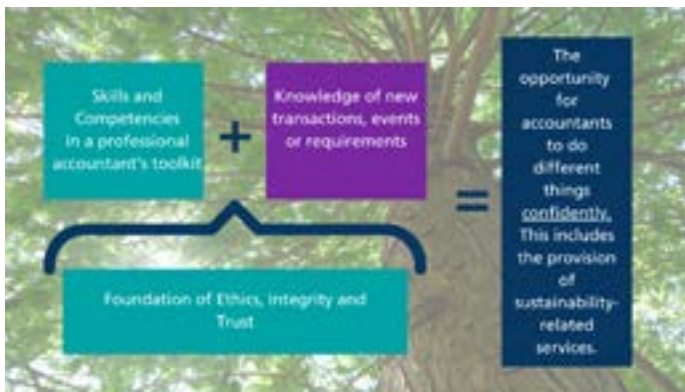 Skills and
Competencies
in a professional
accountant's toolkit
+
Knowledge of new
transactions, events
or requirements
=
The
opportunity
for
accountants
to do
different
things
confidently.
This includes
the provision
of
sustainability-
related
services.
Foundation of Ethics, Integrity and
Trust